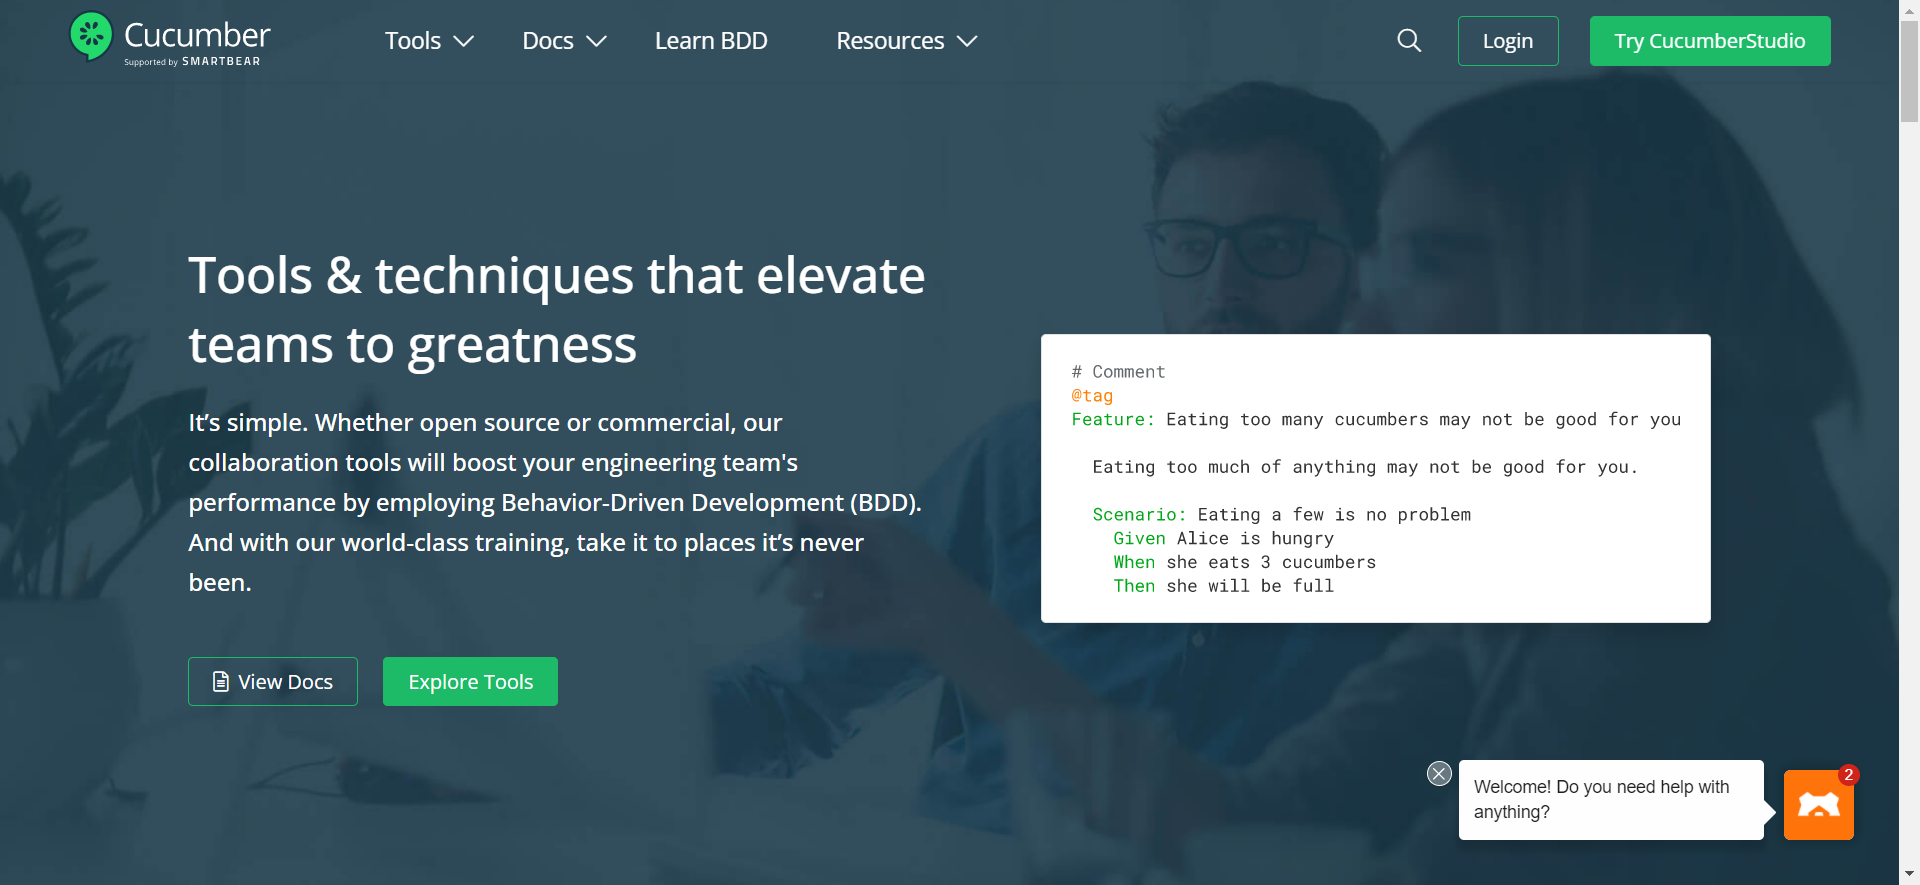 Cucumber
Supported by SMARTBEAR
Tools
Docs
Learn BDD
Resources
Login
Try CucumberStudio
Tools & techniques that elevate
teams to greatness
It’s simple. Whether open source or commercial, our
collaboration tools will boost your engineering team's
performance by employing Behavior-Driven Development (BDD).
And with our world-class training, take it to places it’s never
been.
View Docs
Explore Tools
# Comment
@tag
Feature: Eating too many cucumbers may not be good for you
Eating too much of anything may not be good for you.
Scenario: Eating a few is no problem
Given Alice is hungry
When she eats 3 cucumbers
Then she will be full
Welcome! Do you need help with
anything?
2